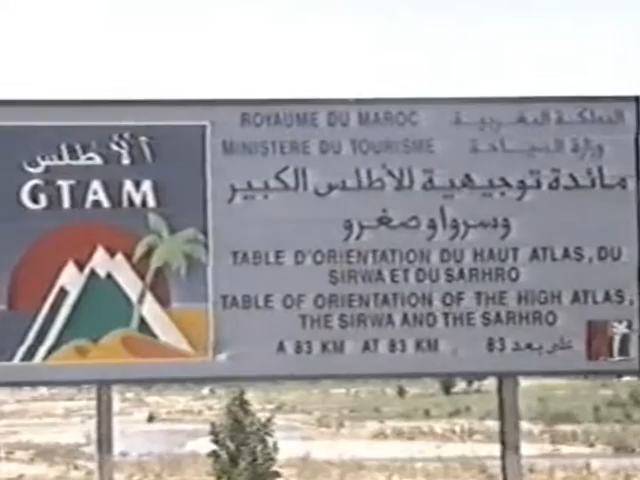 الأطلس
GTAM
ROYAUME DU MAROC المملكة المغربية
MINISTERE DU TOURISME وزارة السياحة
مائدة توجيهية للأطلس الكبير
وسروا وصغرو
TABLE D'ORIENTATION DU HAUT ATLAS, DU
SIRWA ET DU SARHRO
TABLE OF ORIENTATION OF THE HIGH ATLAS,
THE SIRWA AND THE SARHRO
A 83 KM AT 83 KM على بعد 83